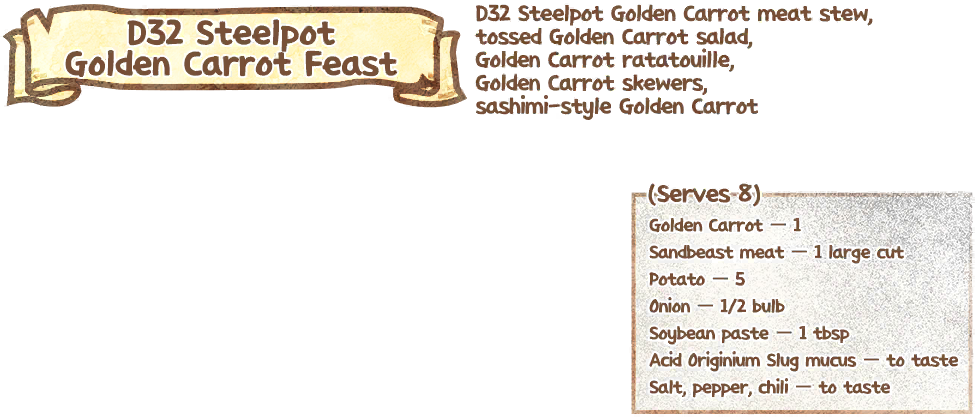 D32 Steelpot
Golden Carrot Feast
D32 Steelpot Golden Carrot meat stew,
tossed Golden Carrot salad,
Golden Carrot ratatouille,
Golden Carrot skewers,
sashimi-style Golden Carrot
(Serves 8)
Golden Carrot — 1
Sandbeast meat — 1 large cut
Potato — 5
Onion — 1/2 bulb
Soybean paste — 1 tbsp
Acid Originium Slug mucus — to taste
Salt, pepper, chili — to taste